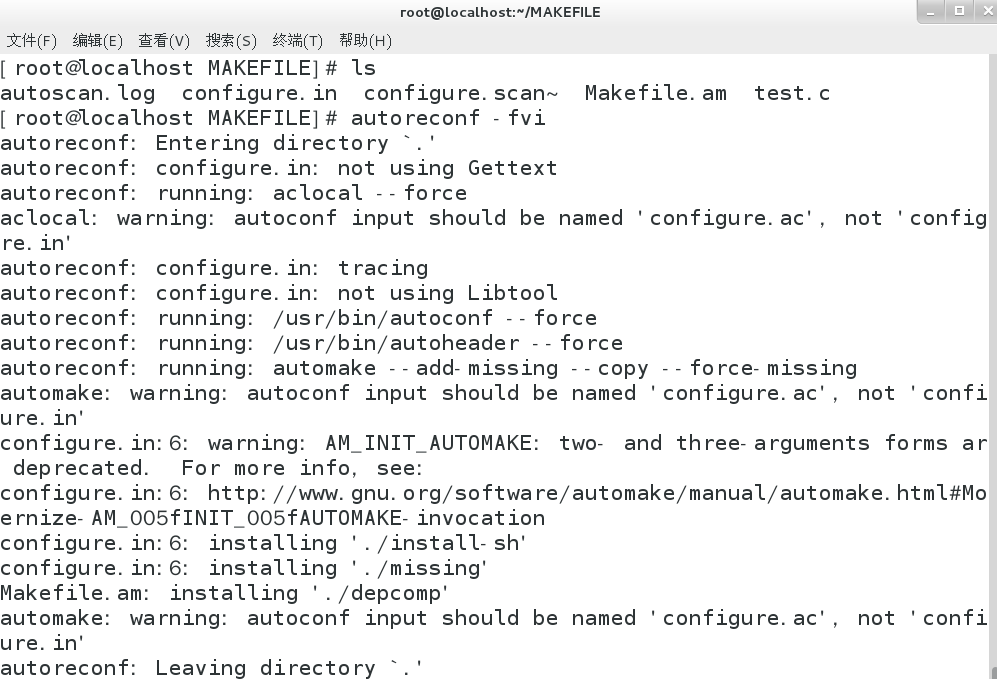 root@localhost:~/MAKEFILE
文件(F) 编辑(E) 查看(V) 搜索(S) 终端(T) 帮助(H)
[root@localhost MAKEFILE]# ls
autoscan.log  configure.in  configure.scan~  Makefile.am  test.c
[root@localhost MAKEFILE]# autoreconf -fvi
autoreconf: Entering directory `.'
autoreconf: configure.in: not using Gettext
autoreconf: running: aclocal --force
aclocal: warning: autoconf input should be named 'configure.ac', not 'config
re.in'
autoreconf: configure.in: tracing
autoreconf: configure.in: not using Libtool
autoreconf: running: /usr/bin/autoconf --force
autoreconf: running: /usr/bin/autoheader --force
autoreconf: running: automake --add-missing --copy --force-missing
automake: warning: autoconf input should be named 'configure.ac', not 'confi
ure.in'
configure.in:6: warning: AM_INIT_AUTOMAKE: two- and three-arguments forms ar
 deprecated.  For more info, see:
configure.in:6: http://www.gnu.org/software/automake/manual/automake.html#Mo
ernize-AM_005fINIT_005fAUTOMAKE-invocation
configure.in:6: installing './install-sh'
configure.in:6: installing './missing'
Makefile.am: installing './depcomp'
automake: warning: autoconf input should be named 'configure.ac', not 'confi
ure.in'
autoreconf: Leaving directory `.'